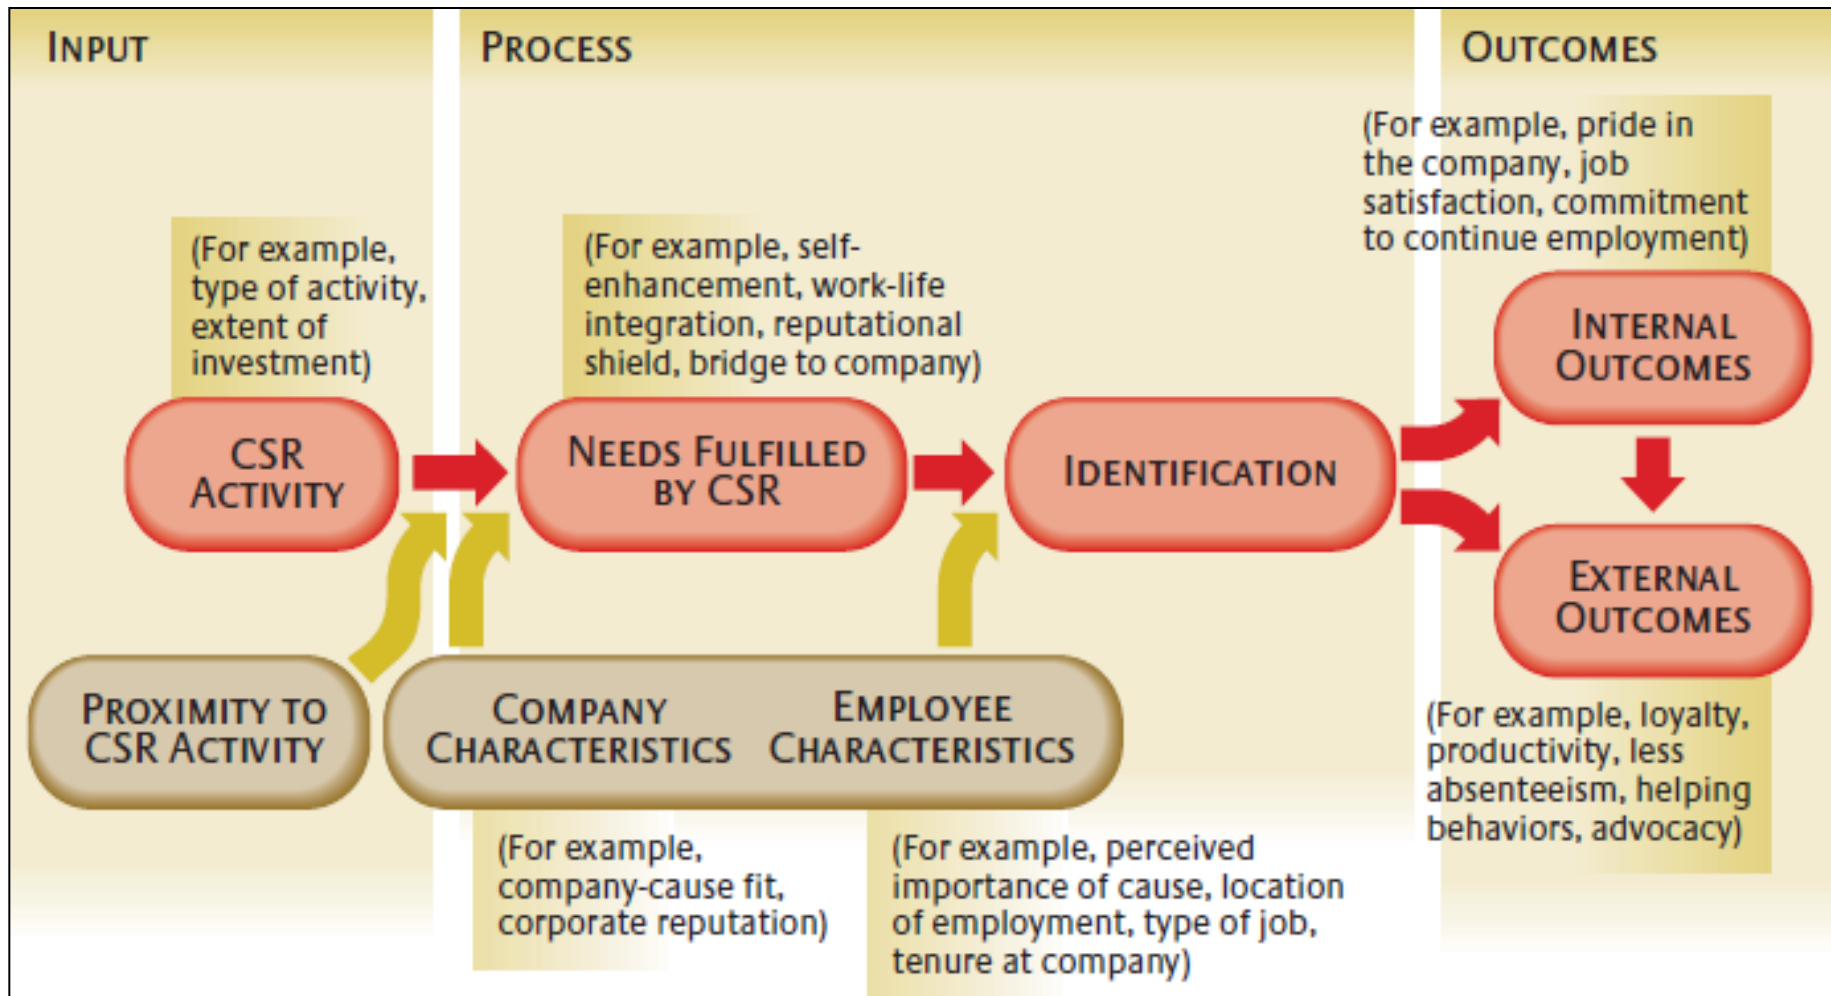 INPUT
PROCESS
OUTCOMES
(For example,
type of activity,
extent of
investment)
CSR
ACTIVITY
(For example, self-
enhancement, work-life
integration, reputational
shield, bridge to company)
NEEDS FULFILLED
BY CSR
IDENTIFICATION
(For example, pride in
the company, job
satisfaction, commitment
to continue employment)
INTERNAL
OUTCOMES
EXTERNAL
OUTCOMES
(For example, loyalty,
productivity, less
absenteeism, helping
behaviors, advocacy)
PROXIMITY TO
CSR ACTIVITY
COMPANY
CHARACTERISTICS
EMPLOYEE
CHARACTERISTICS
(For example,
company-cause fit,
corporate reputation)
(For example, perceived
importance of cause, location
of employment, type of job,
tenure at company)